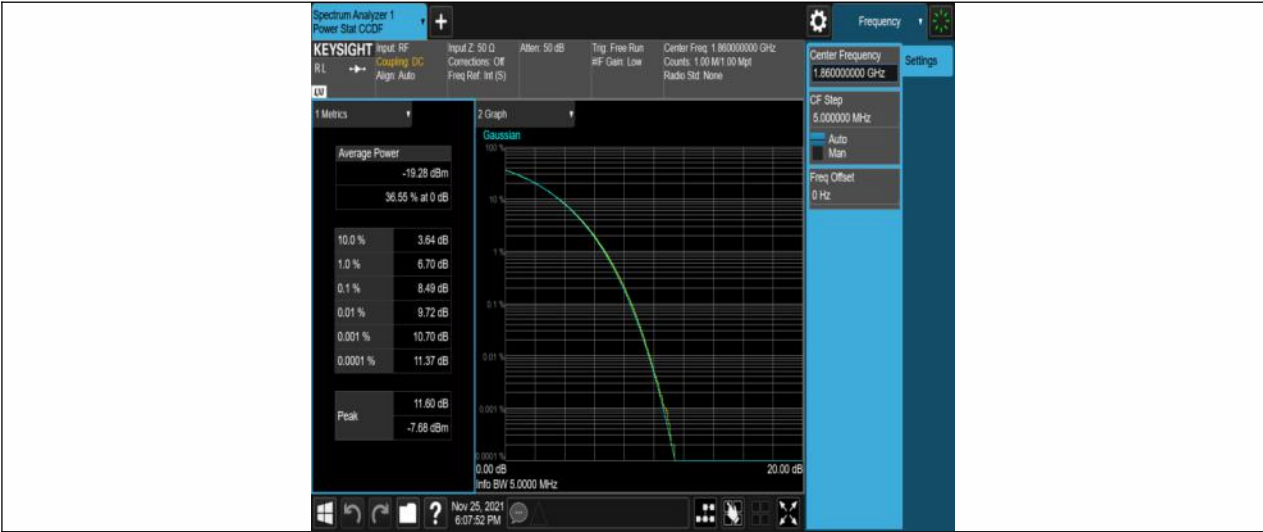 Spectrum Analyzer 1
Power Stat CCDF
Frequency
KEYSIGHT
RL
LV
Input: RF
Coupling: DC
Align: Auto
Input Z: 50 Ω
Corrections: Off
Freq Ref: Int (S)
Atten: 50 dB
Trig: Free Run
#IF Gain: Low
Center Freq: 1.860000000 GHz
Counts: 1.00 M/1.00 Mpt
Radio Std: None
Center Frequency
1.860000000 GHz
Settings
CF Step
5.000000 MHz
Auto
Man
Freq Offset
0 Hz
1 Metrics
Average Power
-19.28 dBm
36.55 % at 0 dB
10.0 % 3.64 dB
1.0 % 6.70 dB
0.1 % 8.49 dB
0.01 % 9.72 dB
0.001 % 10.70 dB
0.0001 % 11.37 dB
Peak
11.60 dB
-7.68 dBm
2 Graph
Gaussian
100 %
10 %
1 %
0.1 %
0.01 %
0.001 %
0.0001 %
0.00 dB
20.00 dB
Info BW 5.0000 MHz
?
Nov 25, 2021
6:07:52 PM